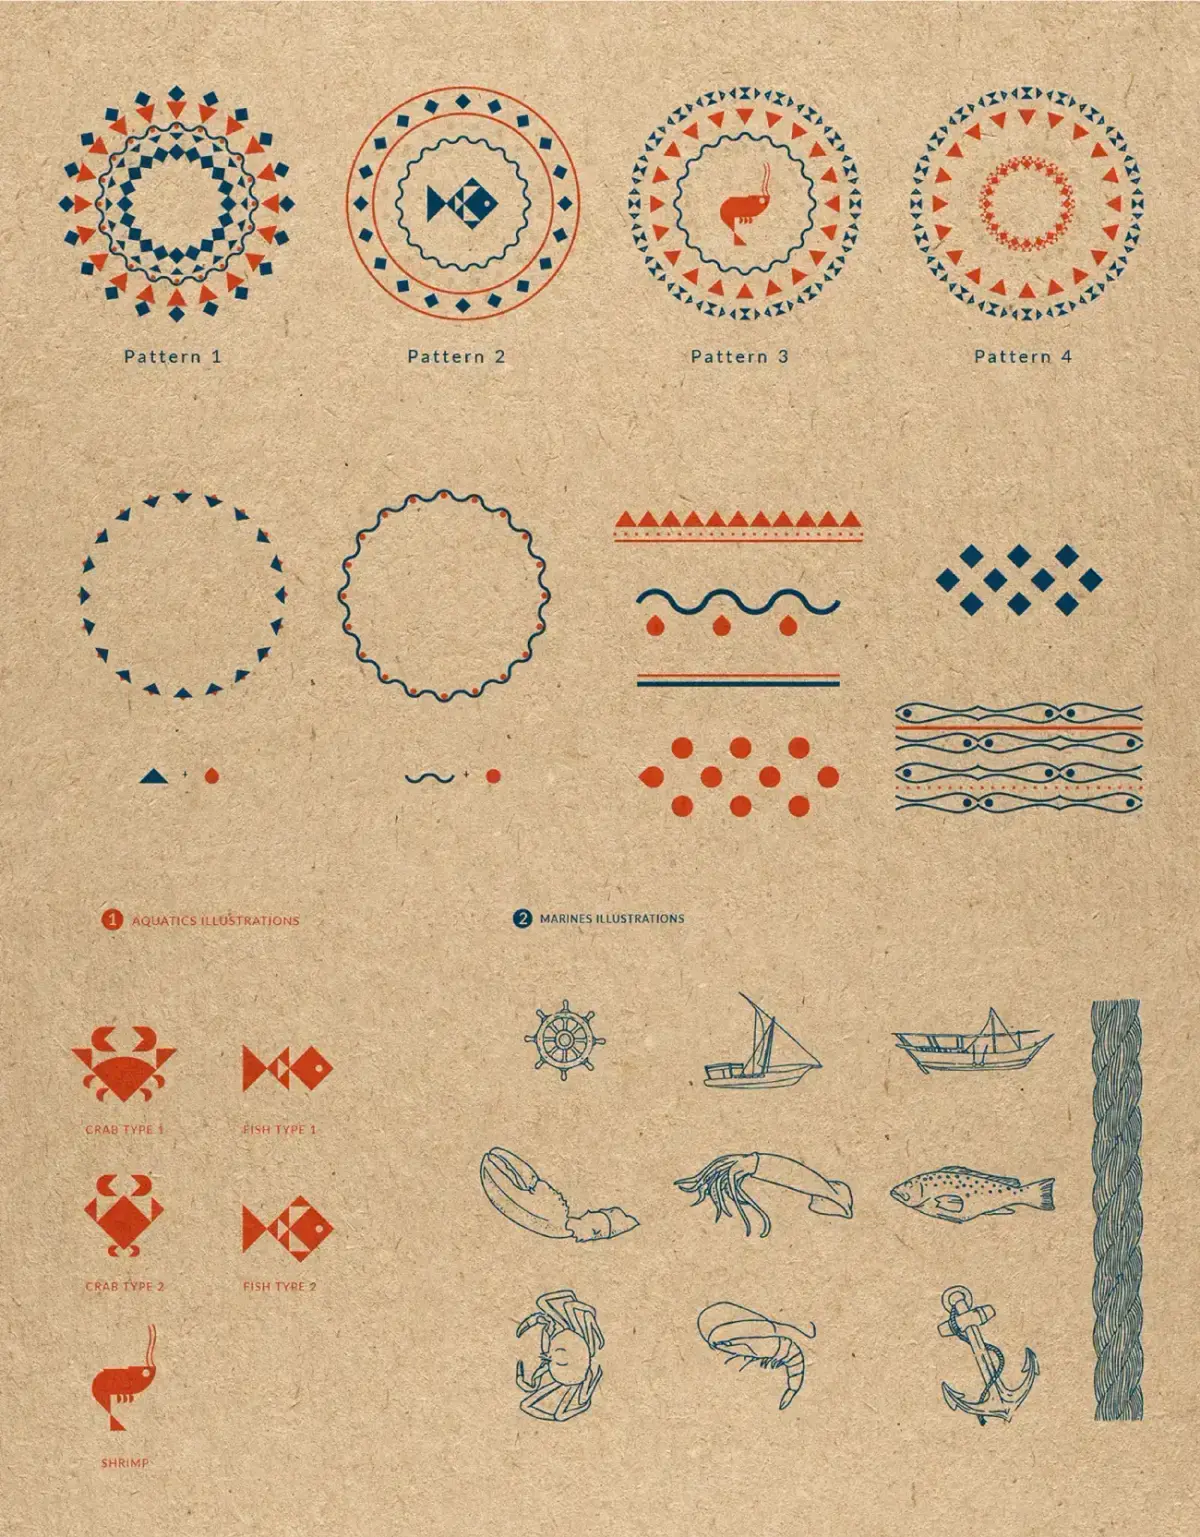 Pattern 1
Pattern 2
Pattern 3
Pattern 4
1 AQUATICS ILLUSTRATIONS
2 MARINES ILLUSTRATIONS
CRAB TYPE 1
FISH TYPE 1
CRAB TYPE 2
FISH TYPE 2
SHRIMP